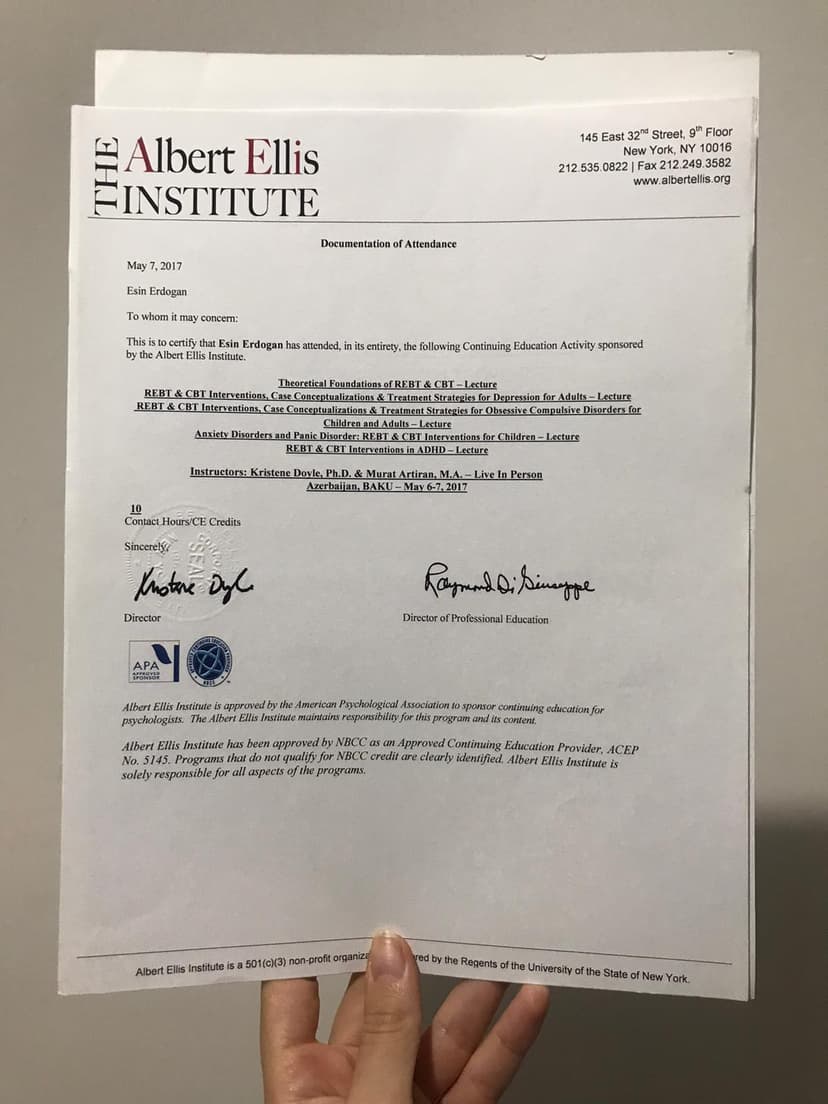 THE Albert Ellis
INSTITUTE
145 East 32nd Street, 9th Floor
New York, NY 10016
212.535.0822 | Fax 212.249.3582
www.albertellis.org
Documentation of Attendance
May 7, 2017
Esin Erdogan
To whom it may concern:
This is to certify that Esin Erdogan has attended, in its entirety, the following Continuing Education Activity sponsored
by the Albert Ellis Institute.
Theoretical Foundations of REBT & CBT – Lecture
REBT & CBT Interventions, Case Conceptualizations & Treatment Strategies for Depression for Adults – Lecture
REBT & CBT Interventions, Case Conceptualizations & Treatment Strategies for Obsessive Compulsive Disorders for
Children and Adults – Lecture
Anxiety Disorders and Panic Disorder: REBT & CBT Interventions for Children – Lecture
REBT & CBT Interventions in ADHD – Lecture
Instructors: Kristene Doyle, Ph.D. & Murat Artiran, M.A. – Live In Person
Azerbaijan, BAKU – May 6-7, 2017
10
Contact Hours/CE Credits
Sincerely,
SEAL
Kristene Doyle
Raymond Di Giuseppe
Director
Director of Professional Education
APA
APPROVED
SPONSOR
NBCC
Albert Ellis Institute is approved by the American Psychological Association to sponsor continuing education for
psychologists. The Albert Ellis Institute maintains responsibility for this program and its content.
Albert Ellis Institute has been approved by NBCC as an Approved Continuing Education Provider, ACEP
No. 5145. Programs that do not qualify for NBCC credit are clearly identified. Albert Ellis Institute is
solely responsible for all aspects of the programs.
Albert Ellis Institute is a 501(c)(3) non-profit organiza red by the Regents of the University of the State of New York.